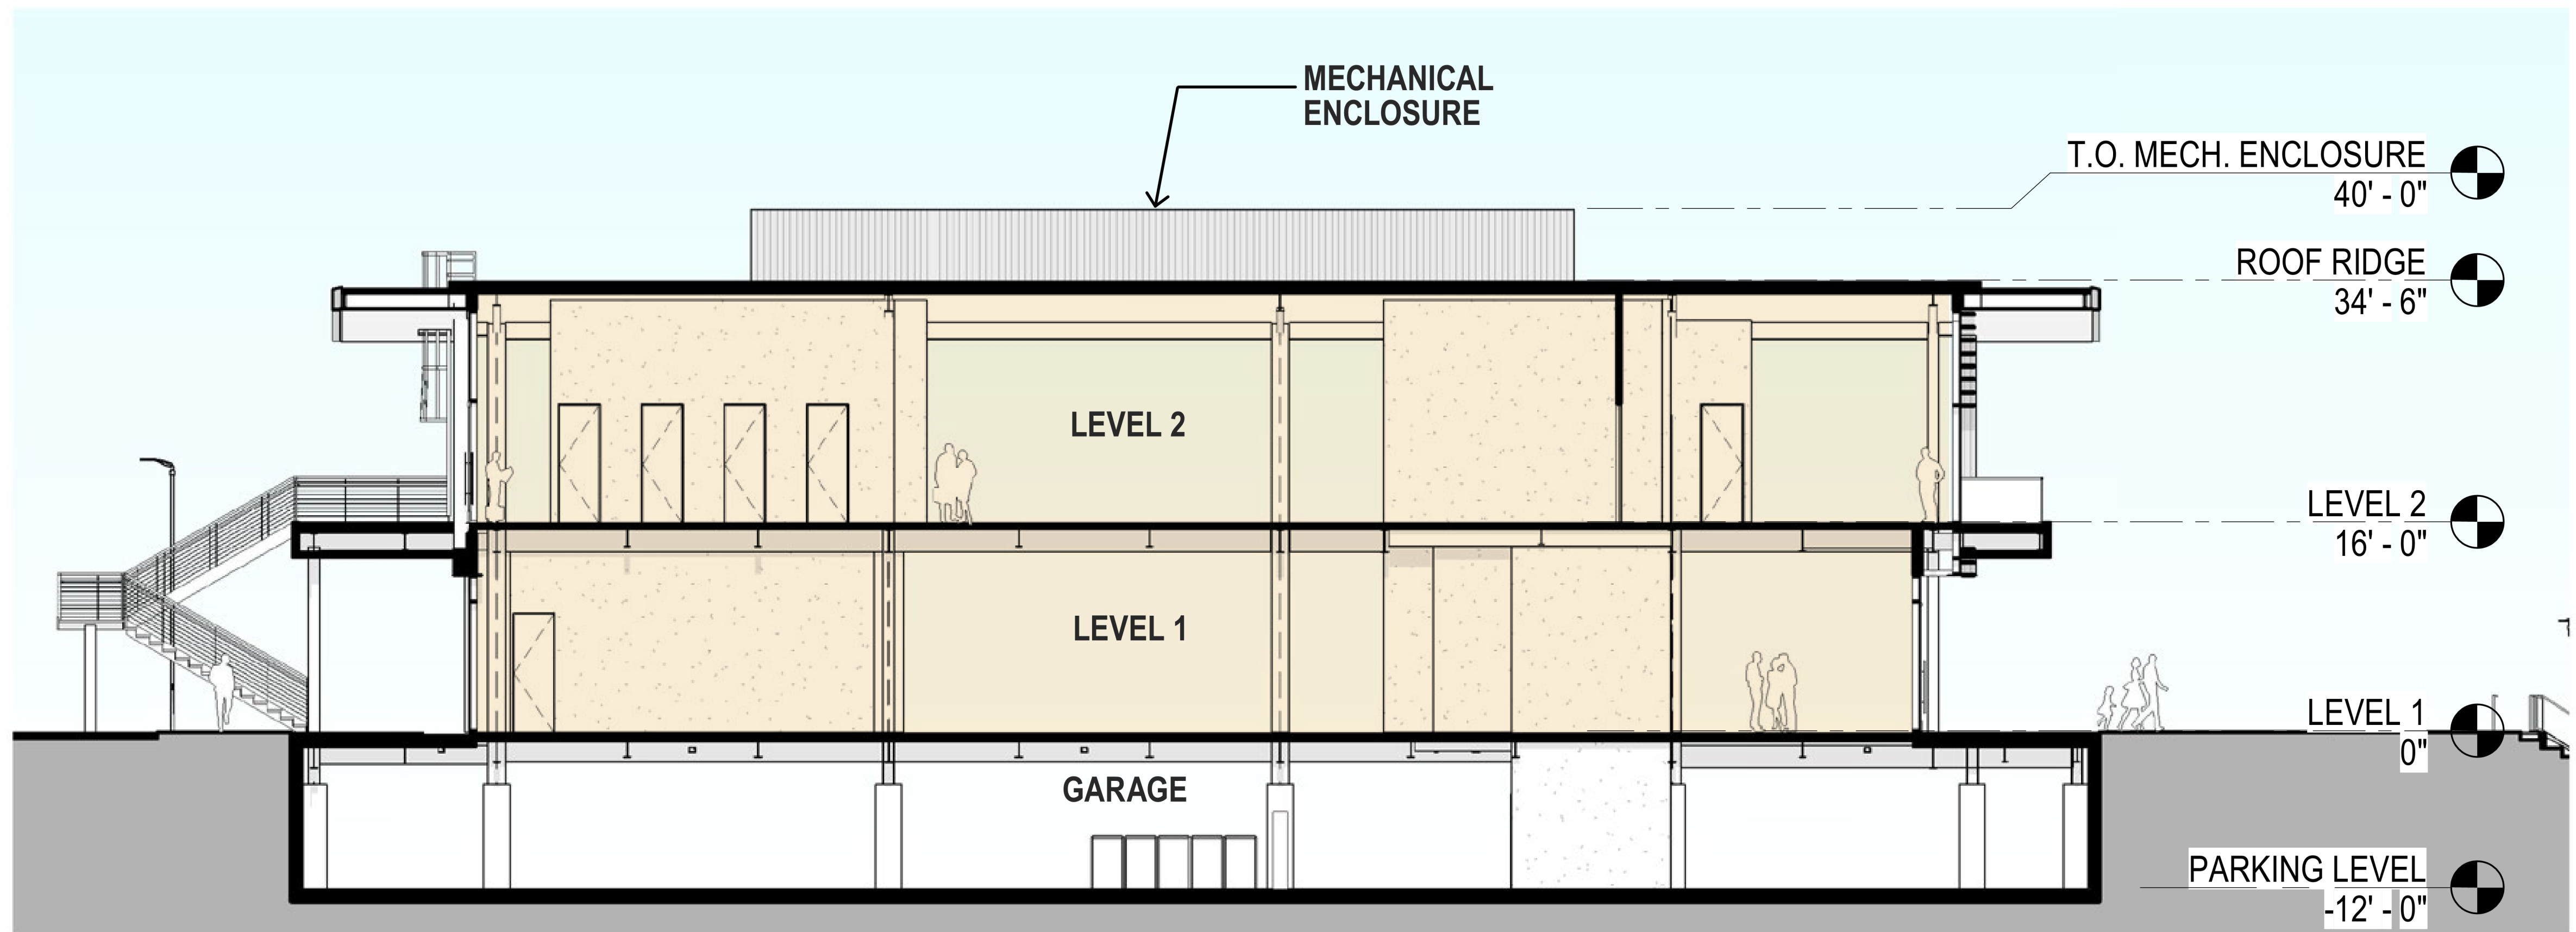 MECHANICAL
ENCLOSURE
T.O. MECH. ENCLOSURE
40' - 0"
ROOF RIDGE
34' - 6"
LEVEL 2
LEVEL 2
16' - 0"
LEVEL 1
LEVEL 1
0"
GARAGE
PARKING LEVEL
-12' - 0"